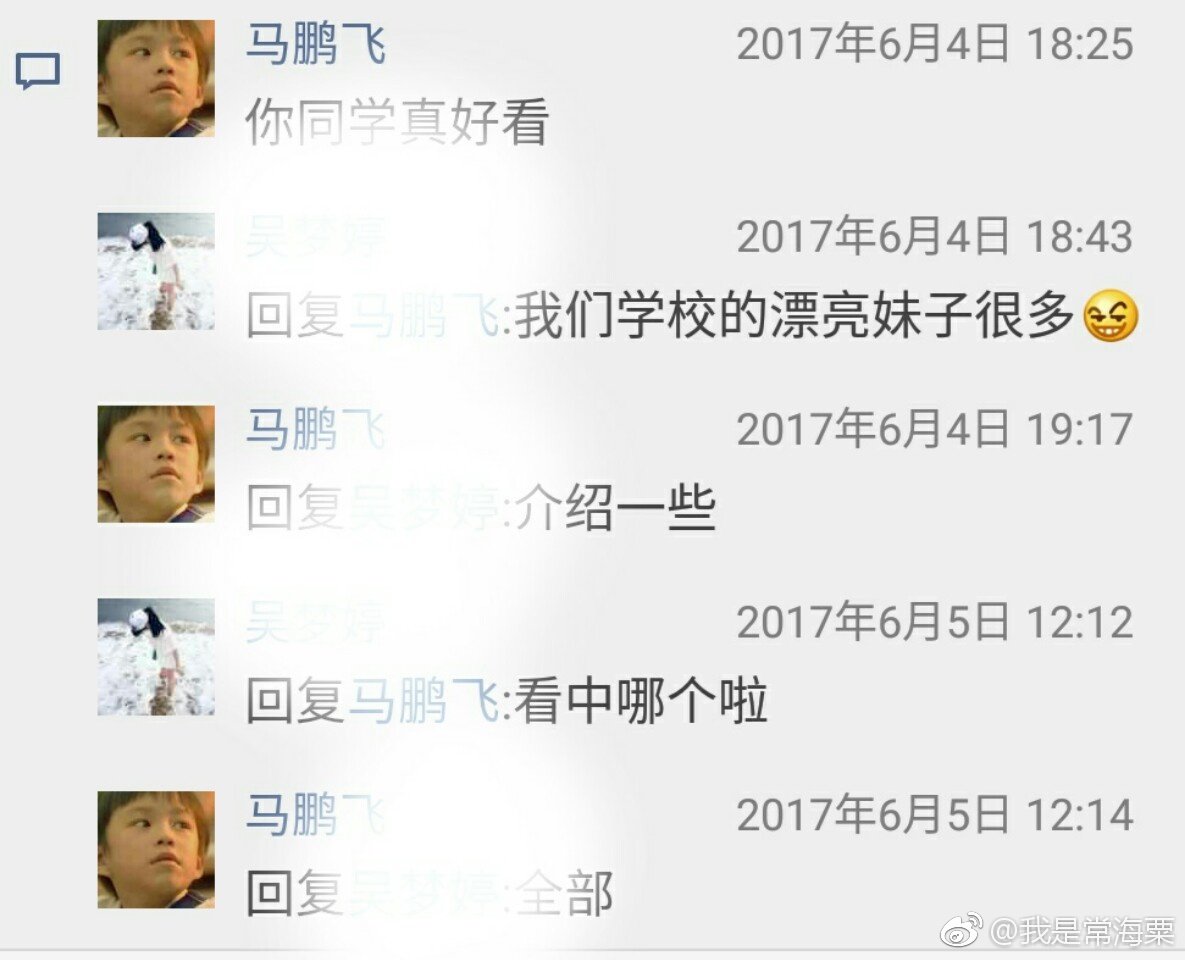 马鹏飞 2017年6月4日 18:25
你同学真好看
吴梦婷 2017年6月4日 18:43
回复马鹏飞:我们学校的漂亮妹子很多
马鹏飞 2017年6月4日 19:17
回复吴梦婷:介绍一些
吴梦婷 2017年6月5日 12:12
回复马鹏飞:看中哪个啦
马鹏飞 2017年6月5日 12:14
回复吴梦婷:全部
@我是常海粟